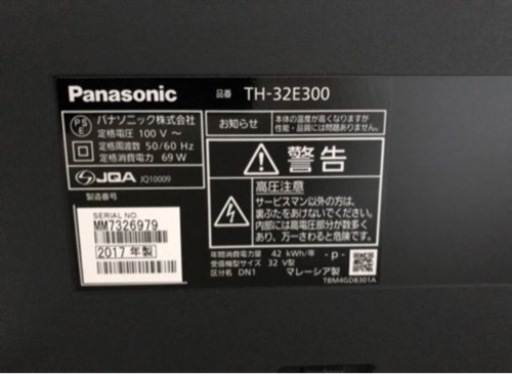 Panasonic
品番 TH-32E300
PSE
パナソニック株式会社
定格電圧 100 V ～
定格周波数 50/60 Hz
定格消費電力 69 W
JQA JQ10009
製造番号
SERIAL NO.
MM7326979
2017 年製
お知らせ
本体の温度が高くなりますが
性能・品質に問題はありません。
警告
高圧注意
サービスマン以外の方は、
裏ぶたをあけないでください。
内部には高電圧部分が数多く
あり、万一さわると危険です。
年間消費電力量 42 kWh/年
受信機型サイズ 32 V型
区分名 DN1
-p-
マレーシア製
TBM4GD8301A